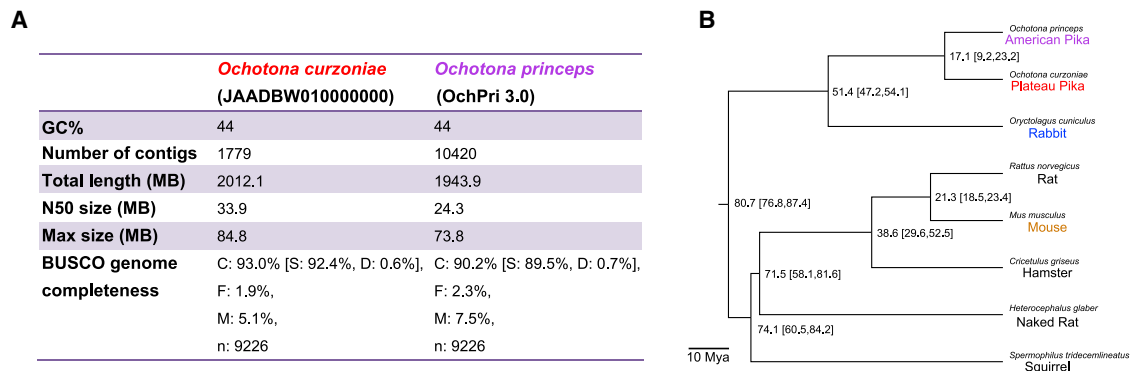 A
Ochotona curzoniae Ochotona princeps
(JAADBW010000000) (OchPri 3.0)
GC% 44 44
Number of contigs 1779 10420
Total length (MB) 2012.1 1943.9
N50 size (MB) 33.9 24.3
Max size (MB) 84.8 73.8
BUSCO genome C: 93.0% [S: 92.4%, D: 0.6%], C: 90.2% [S: 89.5%, D: 0.7%],
completeness F: 1.9%, F: 2.3%,
M: 5.1%, M: 7.5%,
n: 9226 n: 9226
B
Ochotona princeps
American Pika
17.1 [9.2,23.2]
Ochotona curzoniae
Plateau Pika
51.4 [47.2,54.1]
Oryctolagus cuniculus
Rabbit
Rattus norvegicus
Rat
21.3 [18.5,23.4]
80.7 [76.8,87.4]
Mus musculus
Mouse
38.6 [29.6,52.5]
Cricetulus griseus
Hamster
71.5 [58.1,81.6]
Heterocephalus glaber
Naked Rat
74.1 [60.5,84.2]
10 Mya
Spermophilus tridecemlineatus
Squirrel